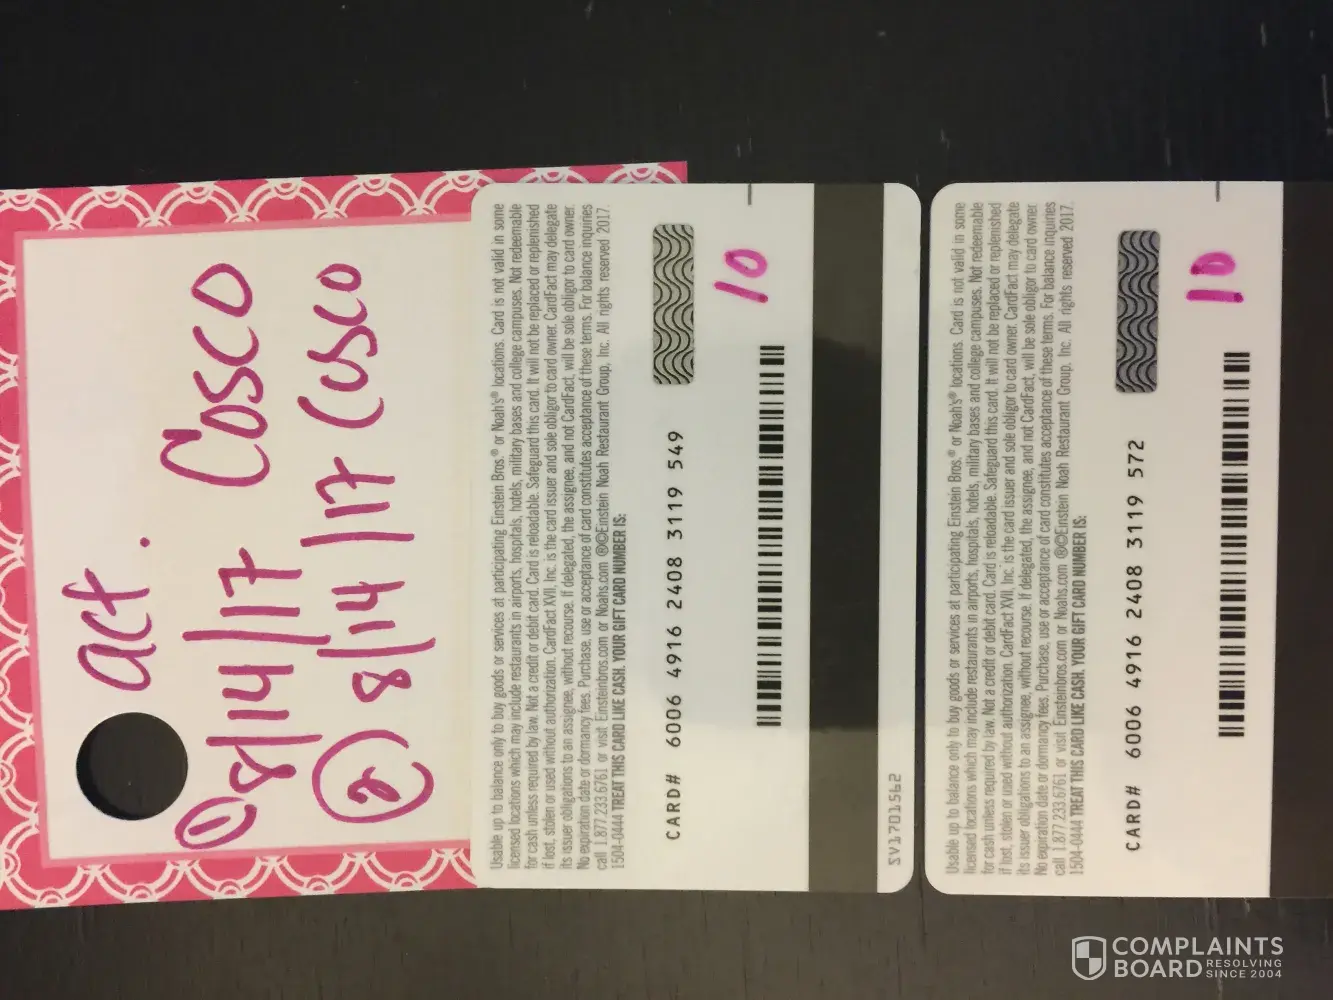 act.
① 8/14/17 Cosco
② 8/14/17 Cosco
Usable up to balance only to buy goods or services at participating Einstein Bros.® or Noah's® locations. Card is not valid in some
licensed locations which may include restaurants in airports, hospitals, hotels, military bases and college campuses. Not redeemable
for cash unless required by law. Not a credit or debit card. Card is reloadable. Safeguard this card. It will not be replaced or replenished
if lost, stolen or used without authorization. CardFact XVII, Inc. is the card issuer and sole obligor to card owner. CardFact may delegate
its issuer obligations to an assignee, without recourse. If delegated, the assignee, and not CardFact, will be sole obligor to card owner.
No expiration date or dormancy fees. Purchase, use or acceptance of card constitutes acceptance of these terms. For balance inquiries
call 1.877.233.6761 or visit Einsteinbros.com or Noahs.com ®©Einstein Noah Restaurant Group, Inc. All rights reserved 2017.
1504-0444 TREAT THIS CARD LIKE CASH. YOUR GIFT CARD NUMBER IS:
CARD# 6006 4916 2408 3119 549
10
SV1701562
Usable up to balance only to buy goods or services at participating Einstein Bros.® or Noah's® locations. Card is not valid in some
licensed locations which may include restaurants in airports, hospitals, hotels, military bases and college campuses. Not redeemable
for cash unless required by law. Not a credit or debit card. Card is reloadable. Safeguard this card. It will not be replaced or replenished
if lost, stolen or used without authorization. CardFact XVII, Inc. is the card issuer and sole obligor to card owner. CardFact may delegate
its issuer obligations to an assignee, without recourse. If delegated, the assignee, and not CardFact, will be sole obligor to card owner.
No expiration date or dormancy fees. Purchase, use or acceptance of card constitutes acceptance of these terms. For balance inquiries
call 1.877.233.6761 or visit Einsteinbros.com or Noahs.com ®©Einstein Noah Restaurant Group, Inc. All rights reserved 2017.
1504-0444 TREAT THIS CARD LIKE CASH. YOUR GIFT CARD NUMBER IS:
CARD# 6006 4916 2408 3119 572
10
COMPLAINTS
BOARD RESOLVING
SINCE 2004